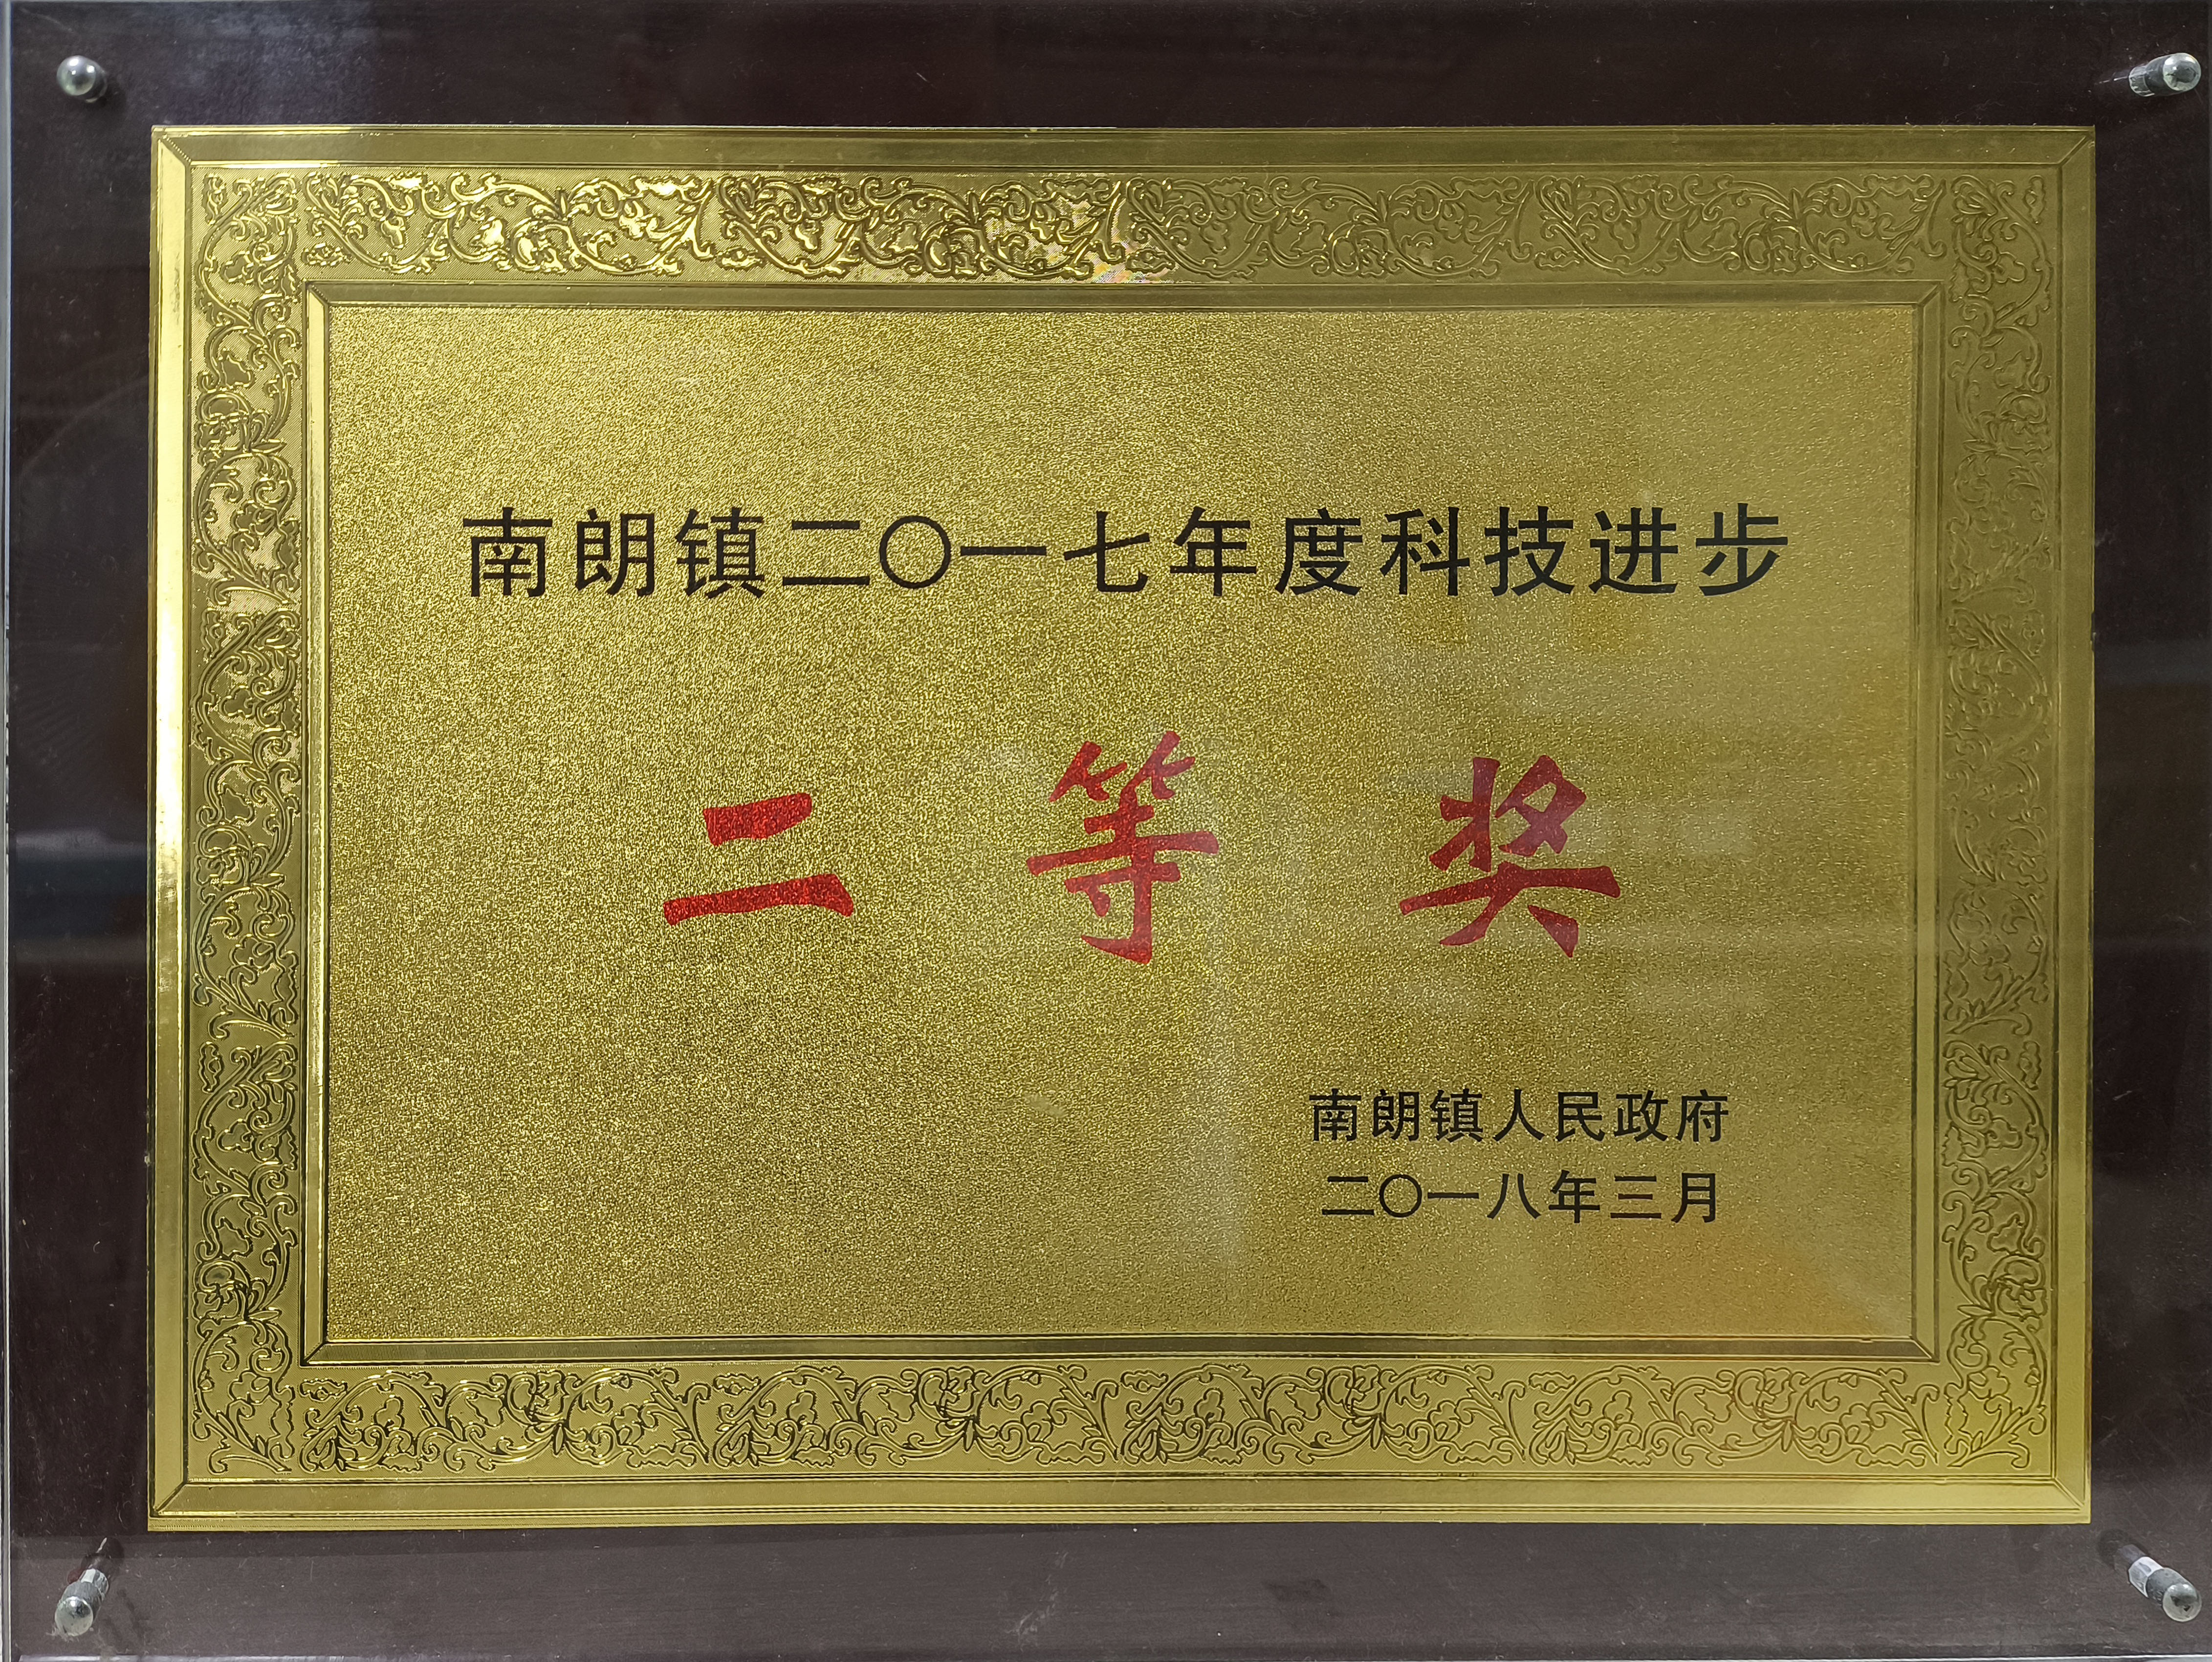 南朗镇二〇一七年度科技进步
二等奖
南朗镇人民政府
二〇一八年三月